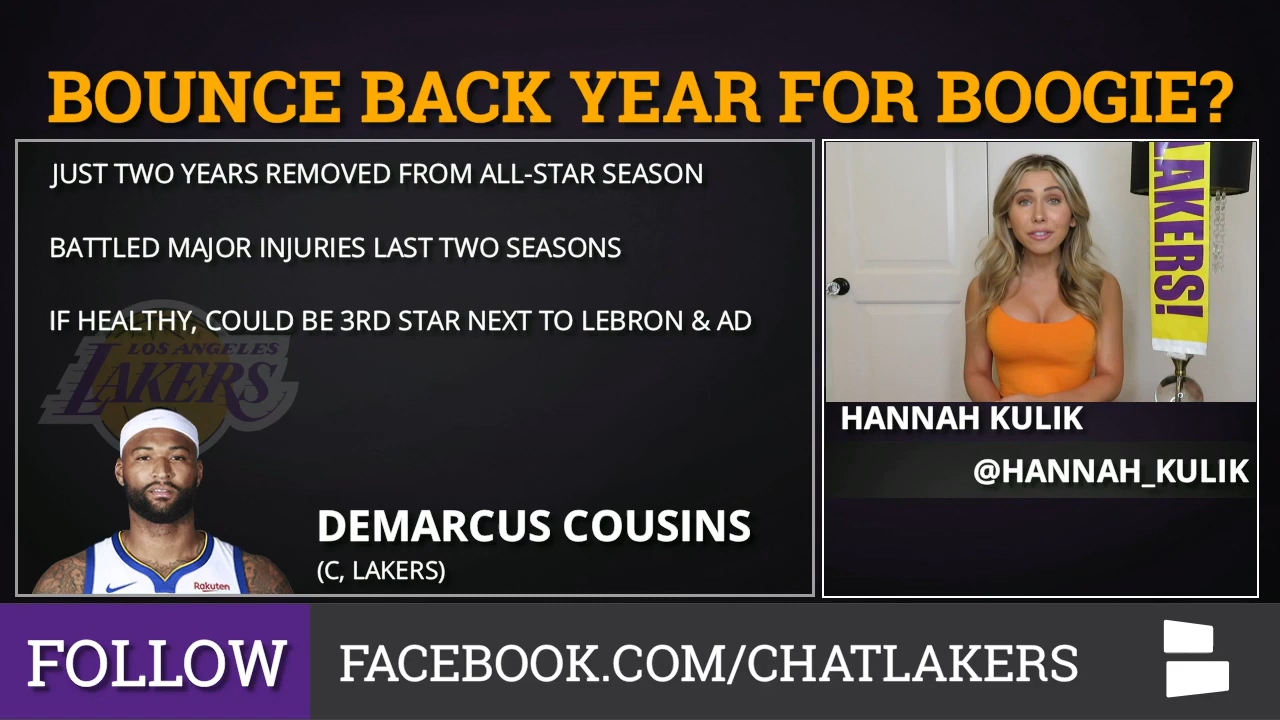 BOUNCE BACK YEAR FOR BOOGIE?
JUST TWO YEARS REMOVED FROM ALL-STAR SEASON
BATTLED MAJOR INJURIES LAST TWO SEASONS
IF HEALTHY, COULD BE 3RD STAR NEXT TO LEBRON & AD
LOS ANGELES
LAKERS
Rakuten
DEMARCUS COUSINS
(C, LAKERS)
LAKERS!
HANNAH KULIK
@HANNAH_KULIK
FOLLOW
FACEBOOK.COM/CHATLAKERS